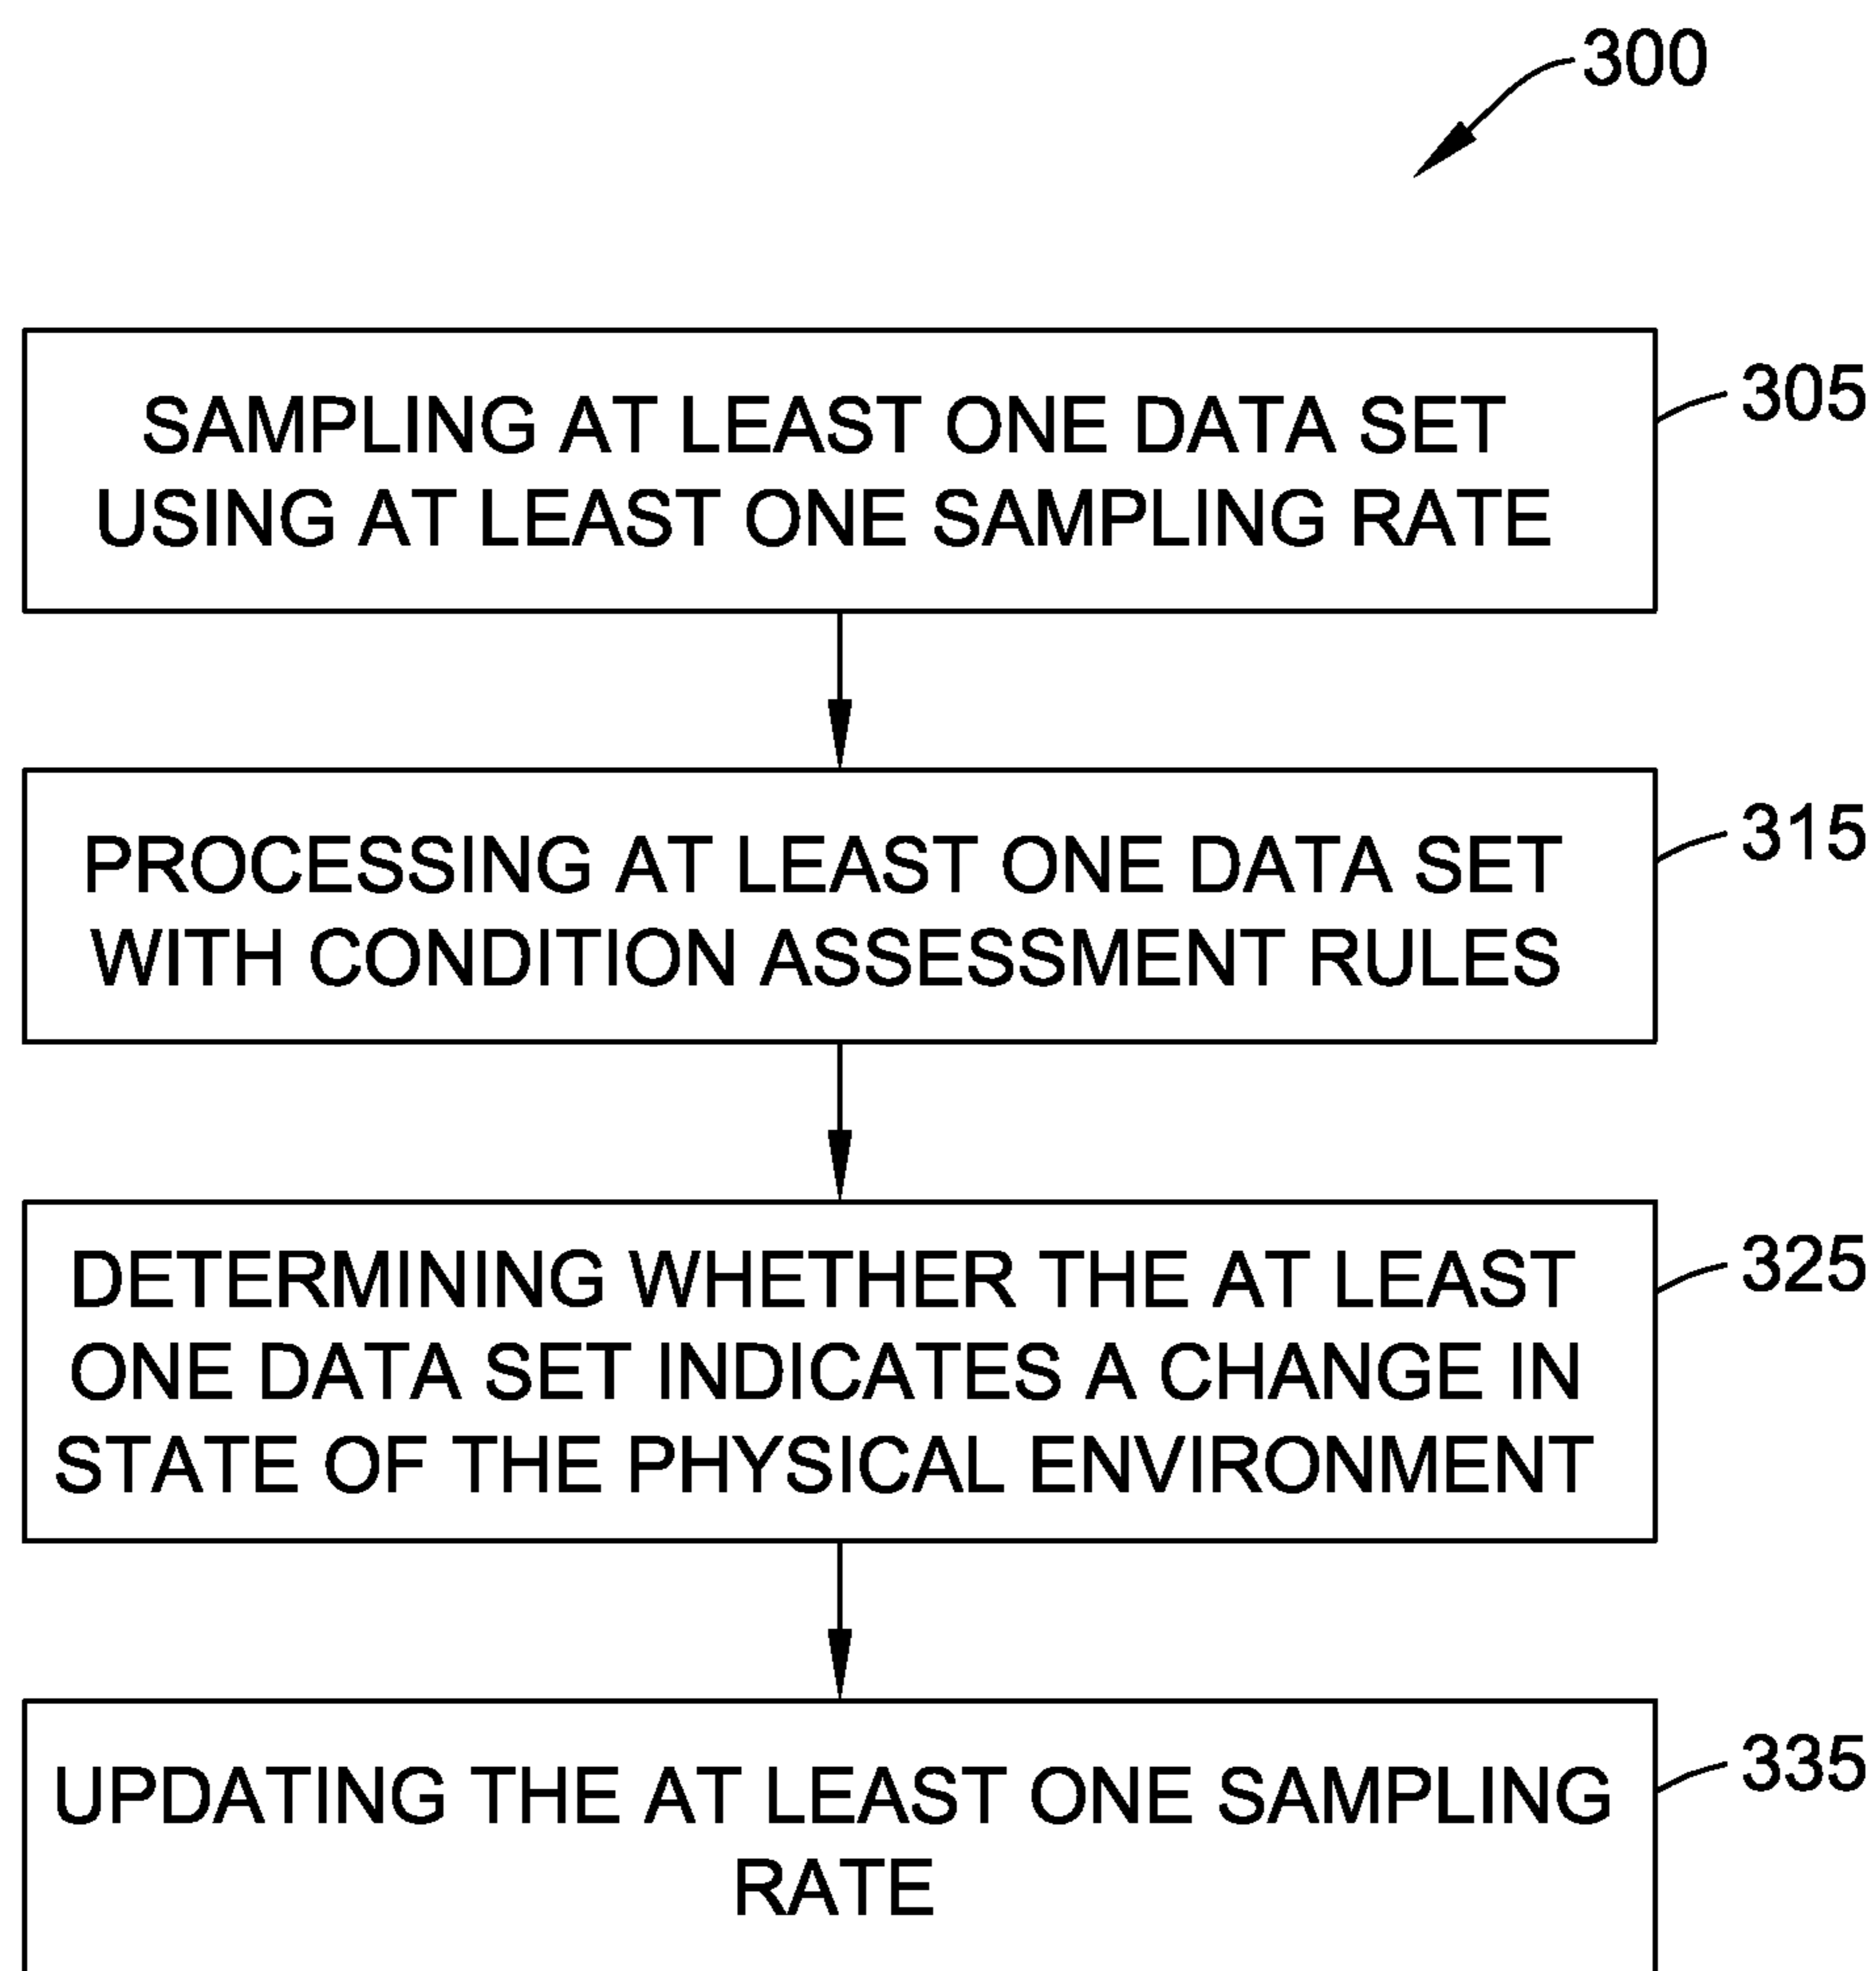 300
SAMPLING AT LEAST ONE DATA SET
USING AT LEAST ONE SAMPLING RATE
305
PROCESSING AT LEAST ONE DATA SET
WITH CONDITION ASSESSMENT RULES
315
DETERMINING WHETHER THE AT LEAST
ONE DATA SET INDICATES A CHANGE IN
STATE OF THE PHYSICAL ENVIRONMENT
325
UPDATING THE AT LEAST ONE SAMPLING
RATE
335